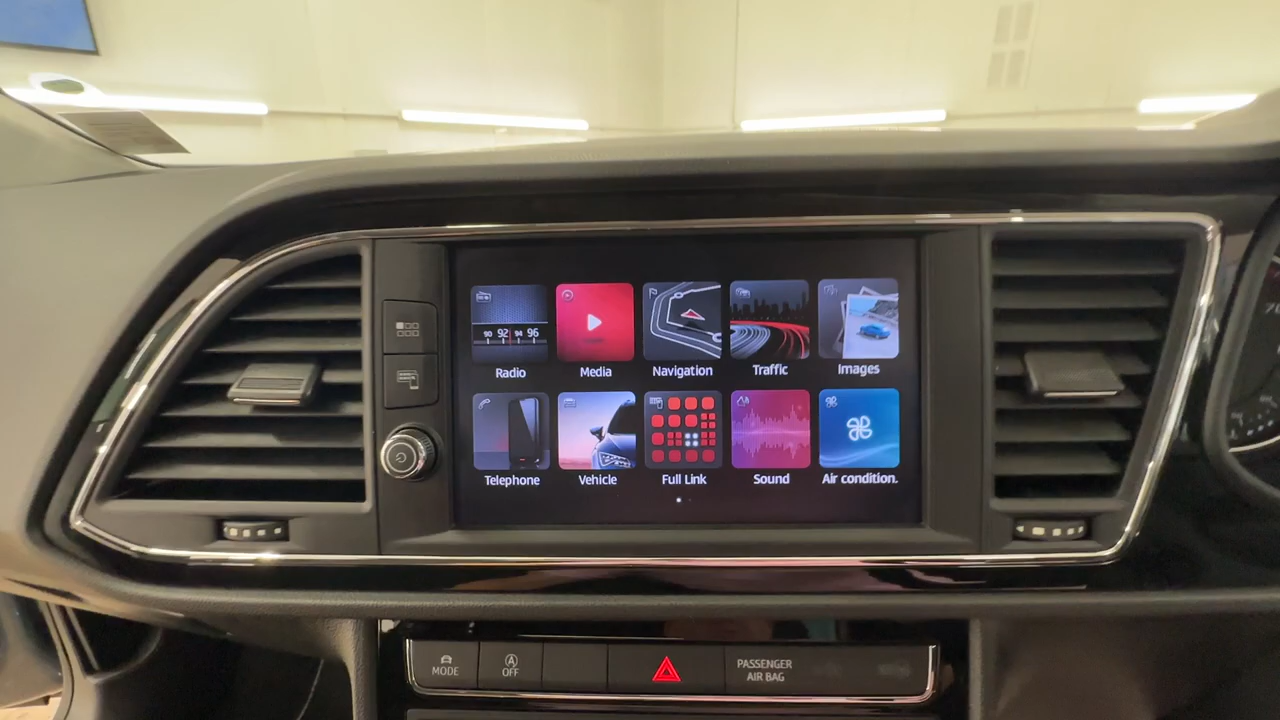 90 92 94 96
Radio
Media
Navigation
Traffic
Images
Telephone
Vehicle
Full Link
Sound
Air condition.
MODE
A
OFF
PASSENGER
AIR BAG